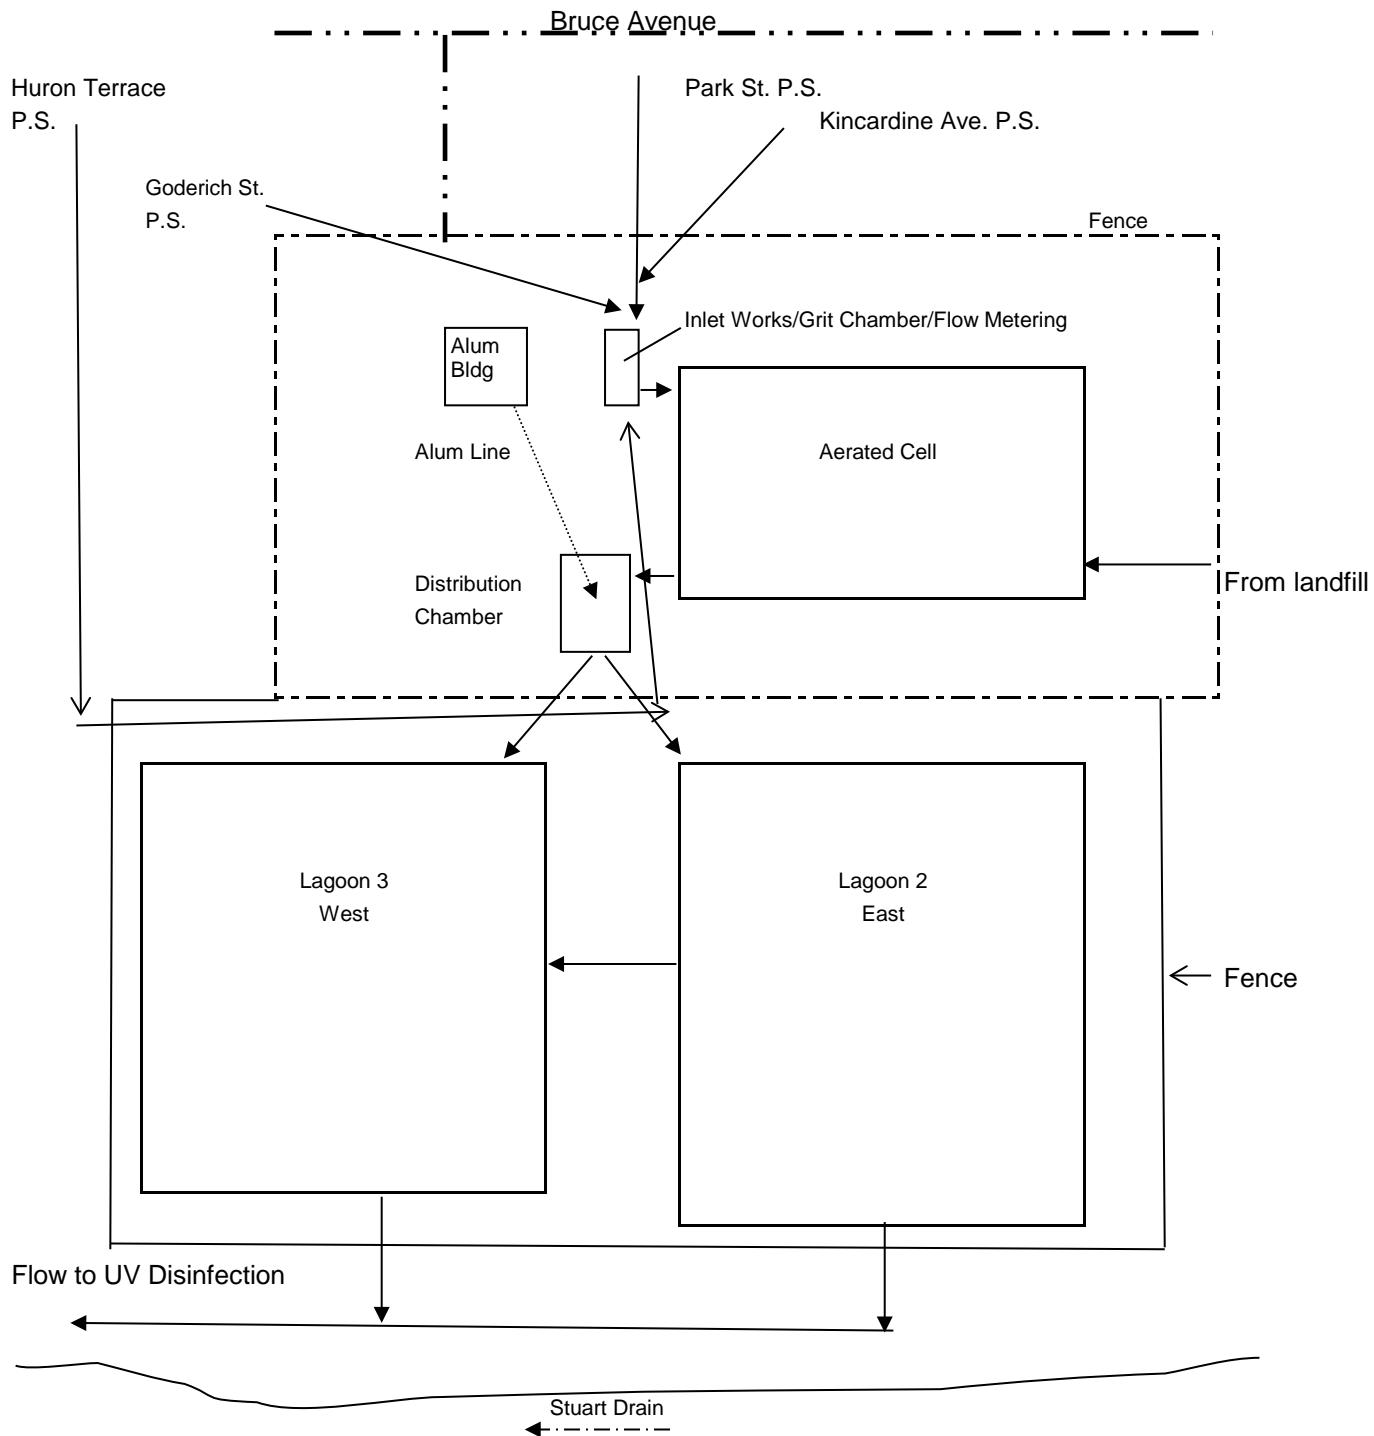 Bruce Avenue
Huron Terrace
P.S.
Park St. P.S.
Kincardine Ave. P.S.
Goderich St.
P.S.
Fence
Inlet Works/Grit Chamber/Flow Metering
Alum
Bldg
Alum Line
Aerated Cell
Distribution
Chamber
From landfill
Lagoon 3
West
Lagoon 2
East
Fence
Flow to UV Disinfection
Stuart Drain